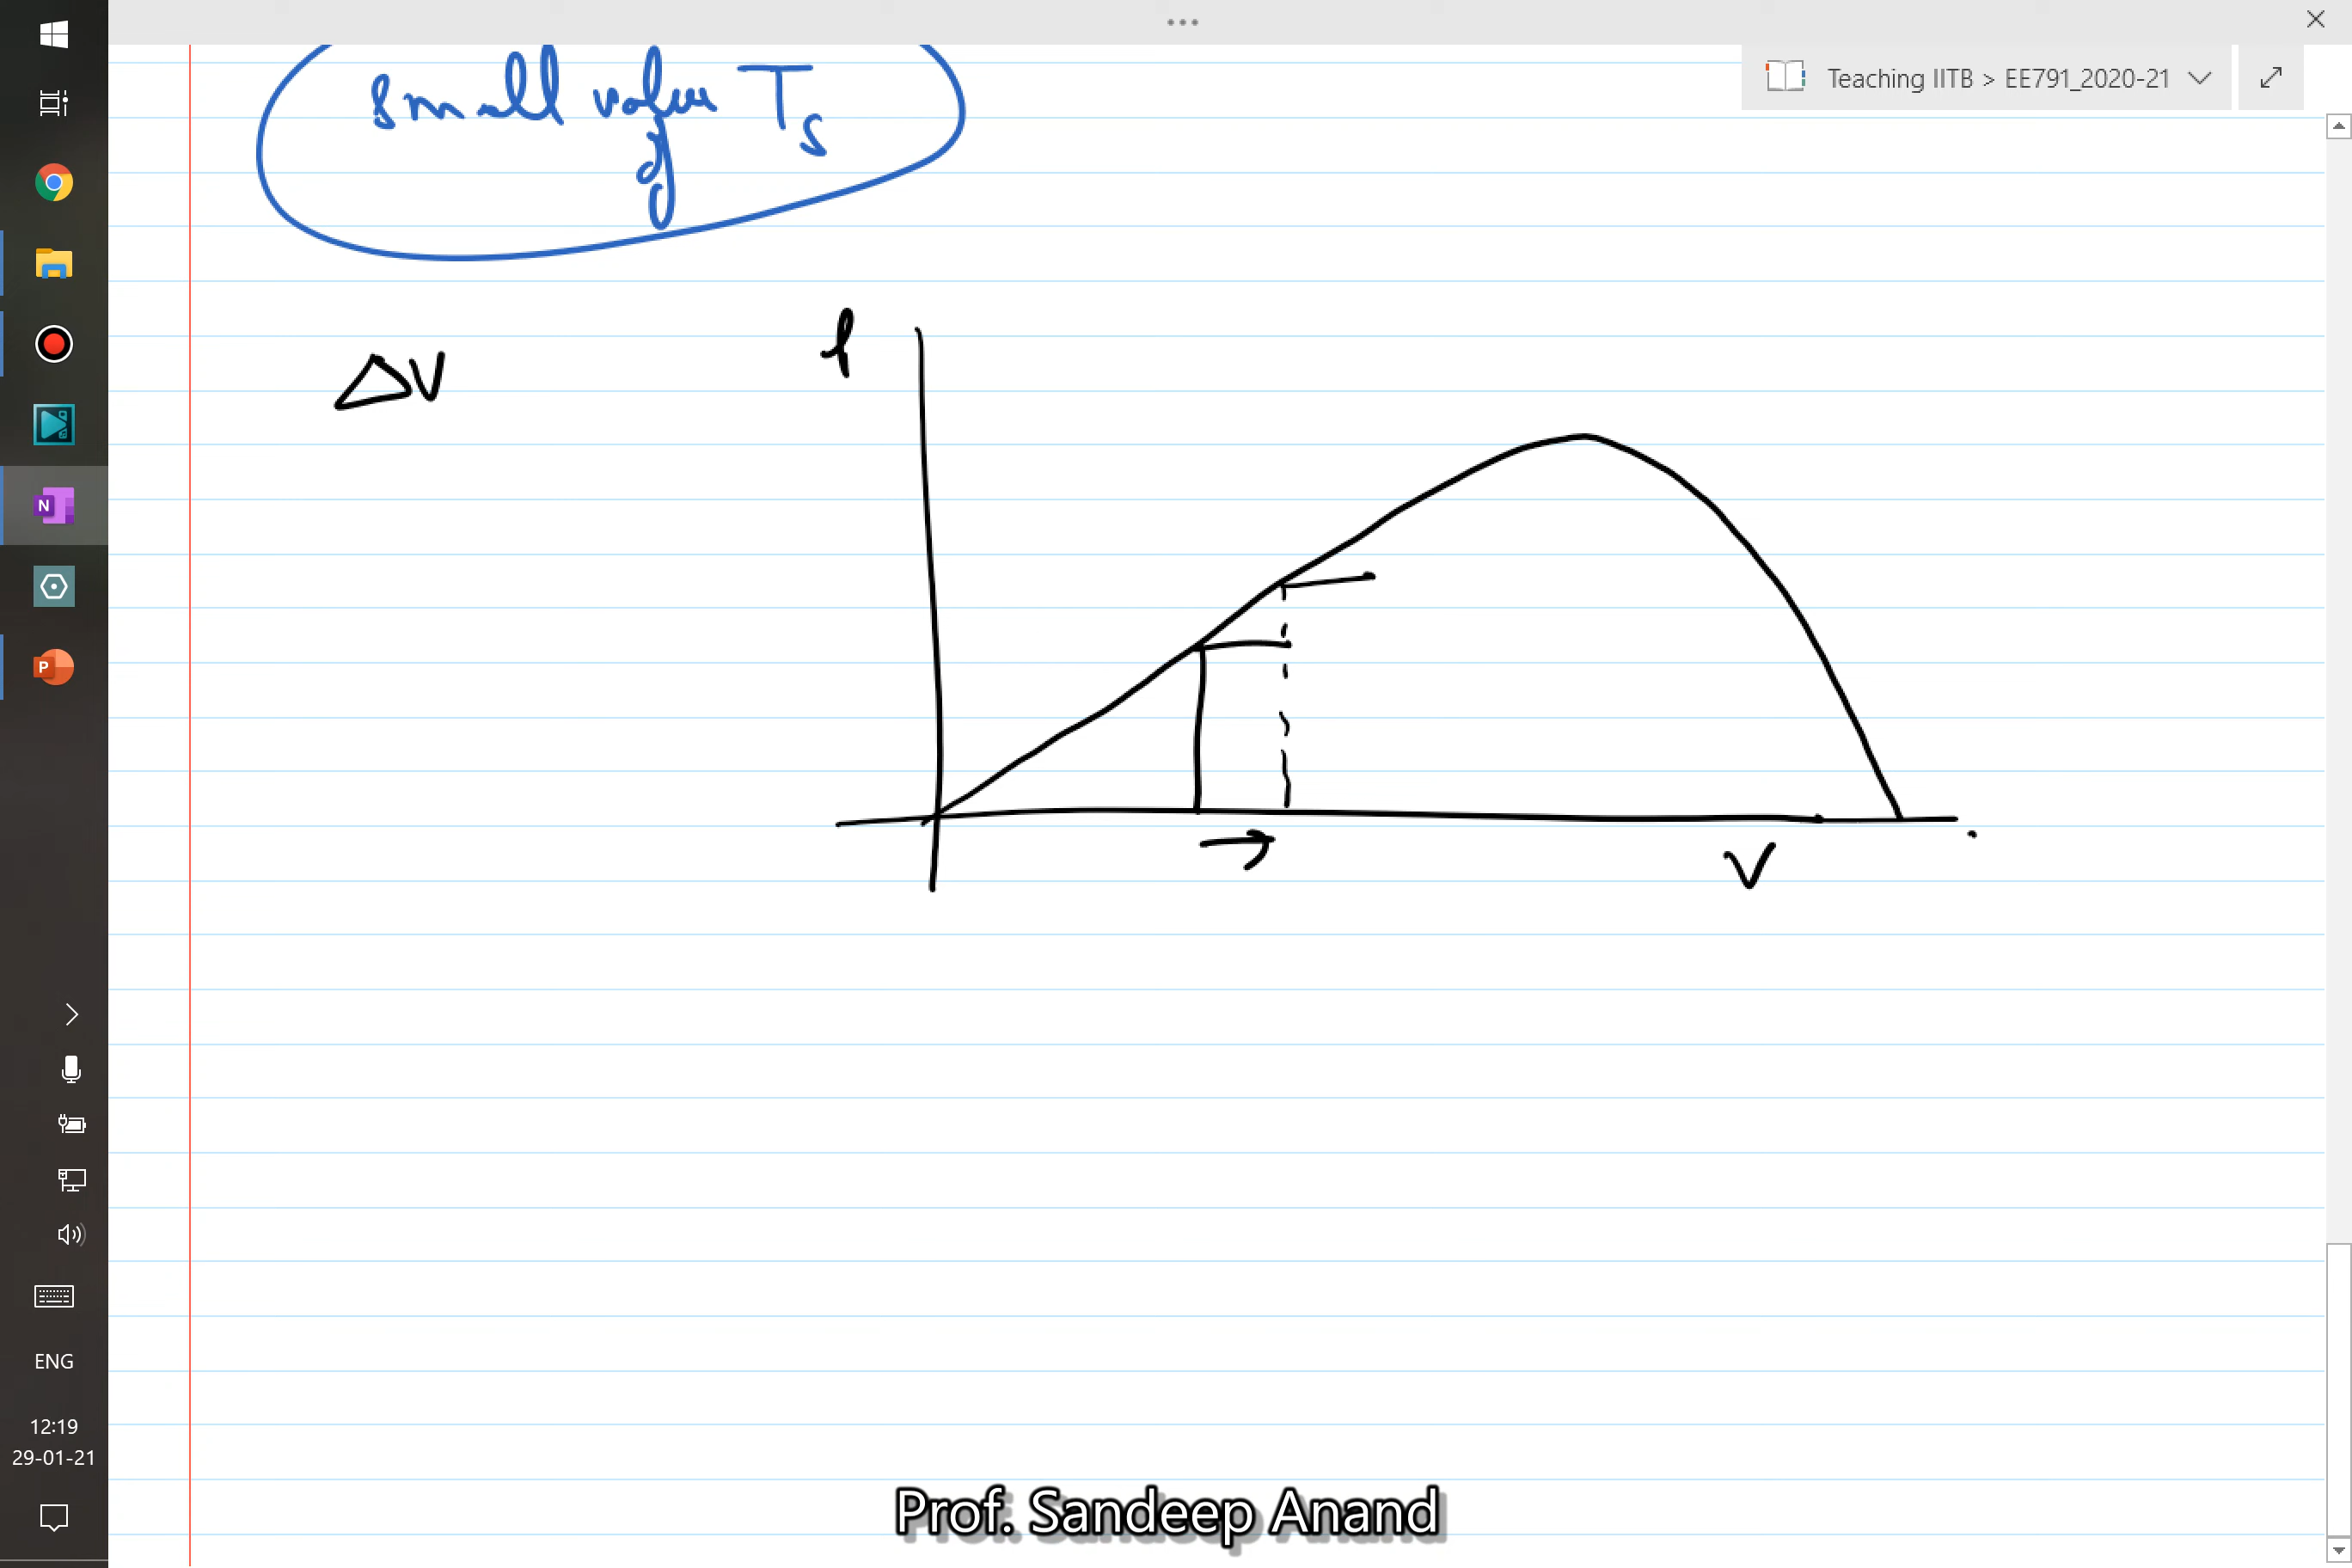 Teaching IITB > EE791_2020-21
small value Ts
of
ΔV
P
V
N
P
ENG
12:19
29-01-21
Prof. Sandeep Anand